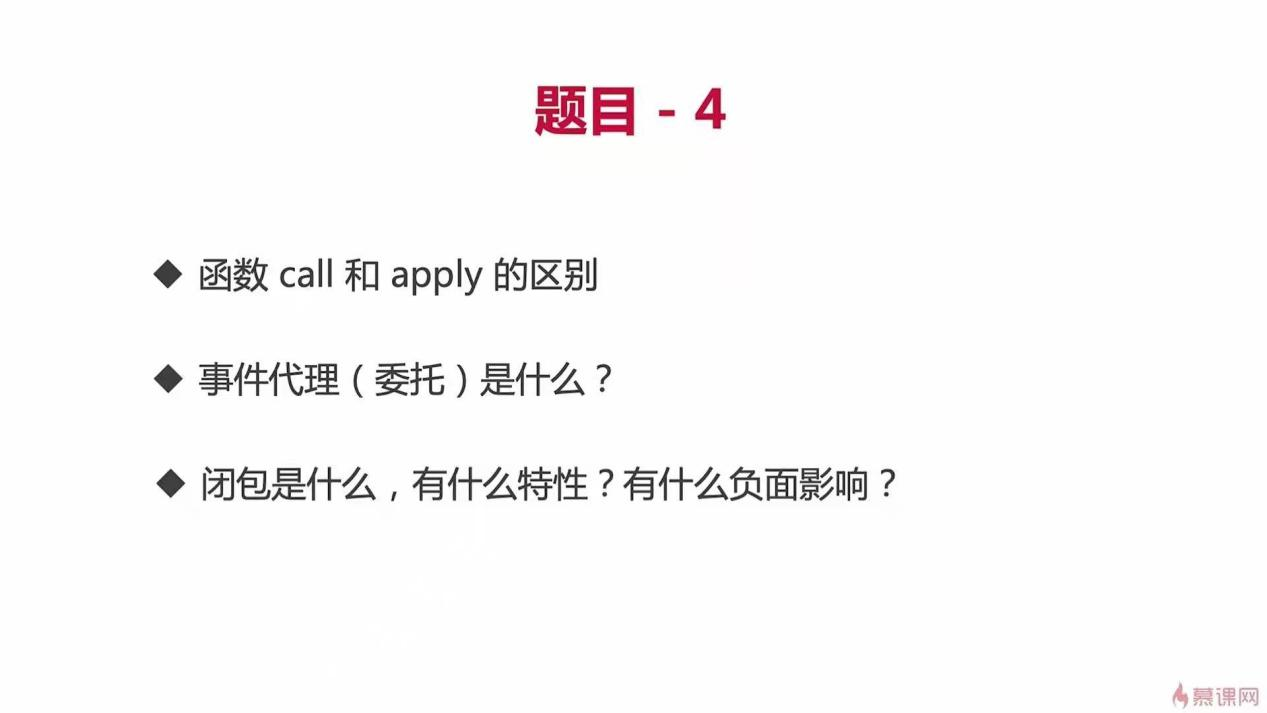 题目 - 4
◆ 函数 call 和 apply 的区别
◆ 事件代理（委托）是什么？
◆ 闭包是什么，有什么特性？有什么负面影响？
慕课网